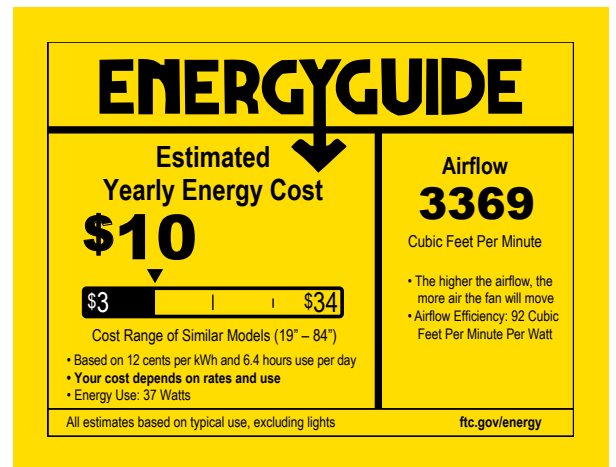 ENERGYGUIDE
Estimated
Yearly Energy Cost
$10
$3 $34
Cost Range of Similar Models (19” – 84”)
• Based on 12 cents per kWh and 6.4 hours use per day
• Your cost depends on rates and use
• Energy Use: 37 Watts
Airflow
3369
Cubic Feet Per Minute
• The higher the airflow, the
more air the fan will move
• Airflow Efficiency: 92 Cubic
Feet Per Minute Per Watt
All estimates based on typical use, excluding lights
ftc.gov/energy